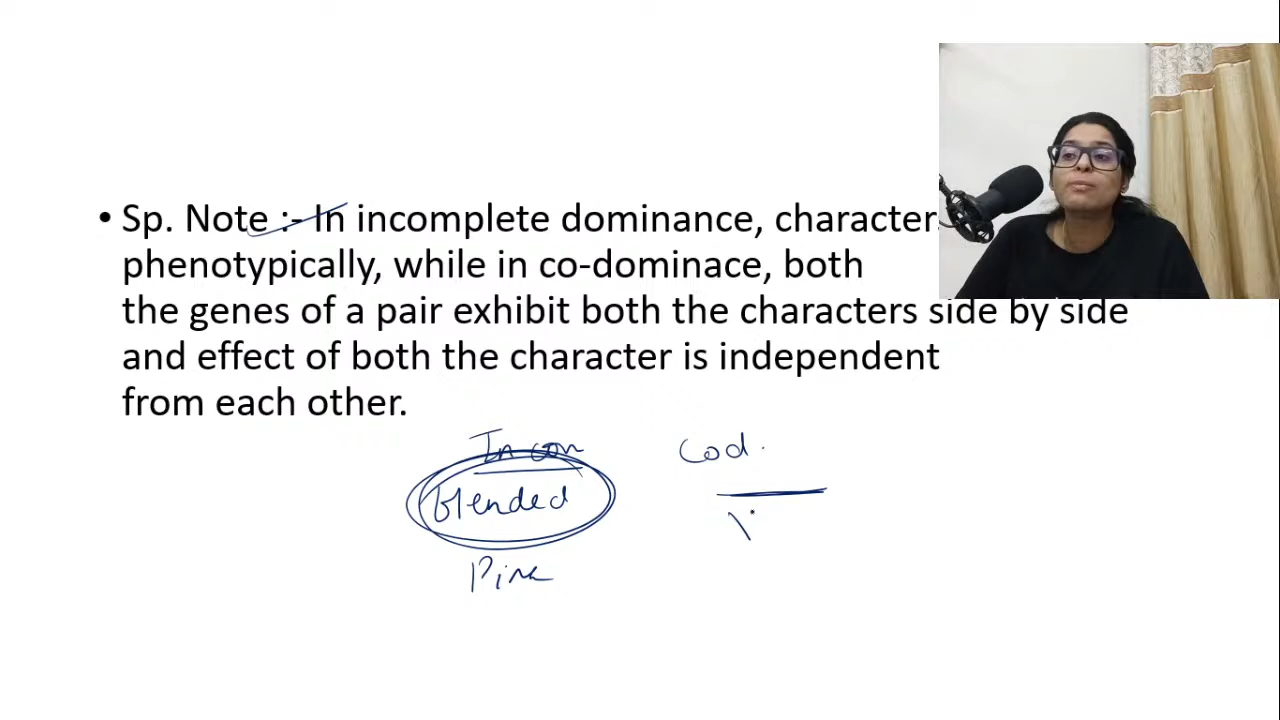 • Sp. Note :- In incomplete dominance, character
phenotypically, while in co-dominace, both
the genes of a pair exhibit both the characters side by side
and effect of both the character is independent
from each other.
In com Cod.
blended
Pink